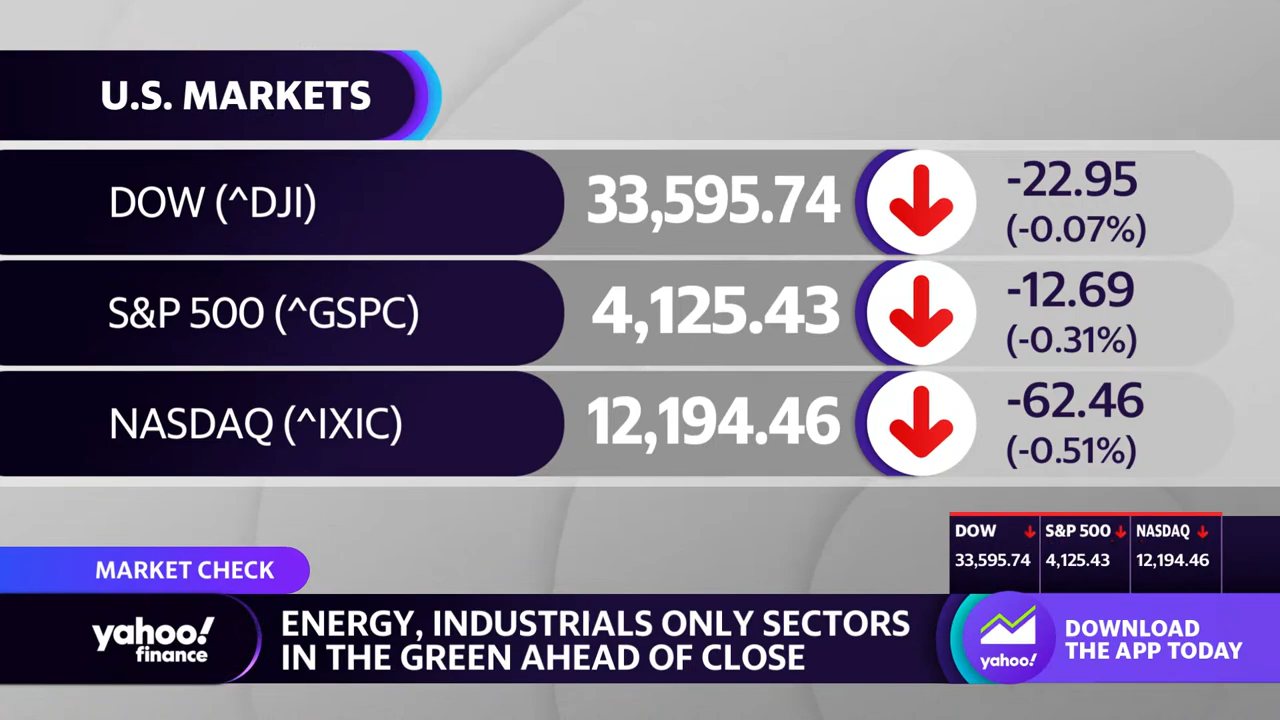 U.S. MARKETS
DOW (^DJI)
33,595.74
-22.95
(-0.07%)
S&P 500 (^GSPC)
4,125.43
-12.69
(-0.31%)
NASDAQ (^IXIC)
12,194.46
-62.46
(-0.51%)
DOW
S&P 500
NASDAQ
33,595.74
4,125.43
12,194.46
MARKET CHECK
yahoo!
finance
ENERGY, INDUSTRIALS ONLY SECTORS
IN THE GREEN AHEAD OF CLOSE
yahoo!
DOWNLOAD
THE APP TODAY